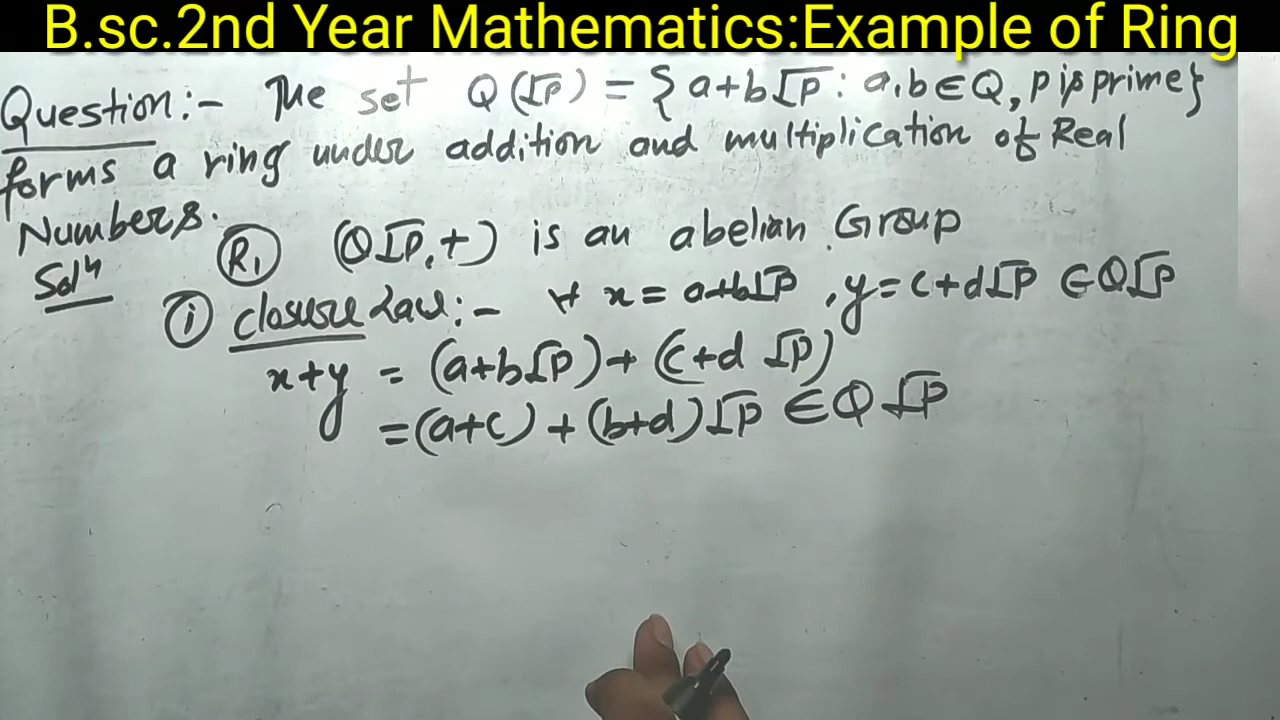 B.sc.2nd Year Mathematics:Example of Ring
Question:- The set Q(√p) = {a+b√p : a,b∈Q, p is prime}
forms a ring under addition and multiplication of Real
Numbers.
Solⁿ
R₁ (Q√p,+) is an abelian Group
(i) closure Law:- ∀ x = a+b√p , y = c+d√p ∈ Q√p
x+y = (a+b√p) + (c+d √p)
= (a+c) + (b+d)√p ∈ Q√p